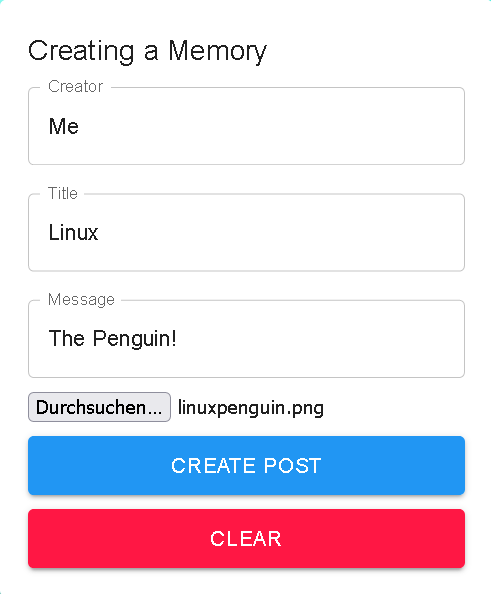 Creating a Memory
Creator
Me
Title
Linux
Message
The Penguin!
Durchsuchen... linuxpenguin.png
CREATE POST
CLEAR